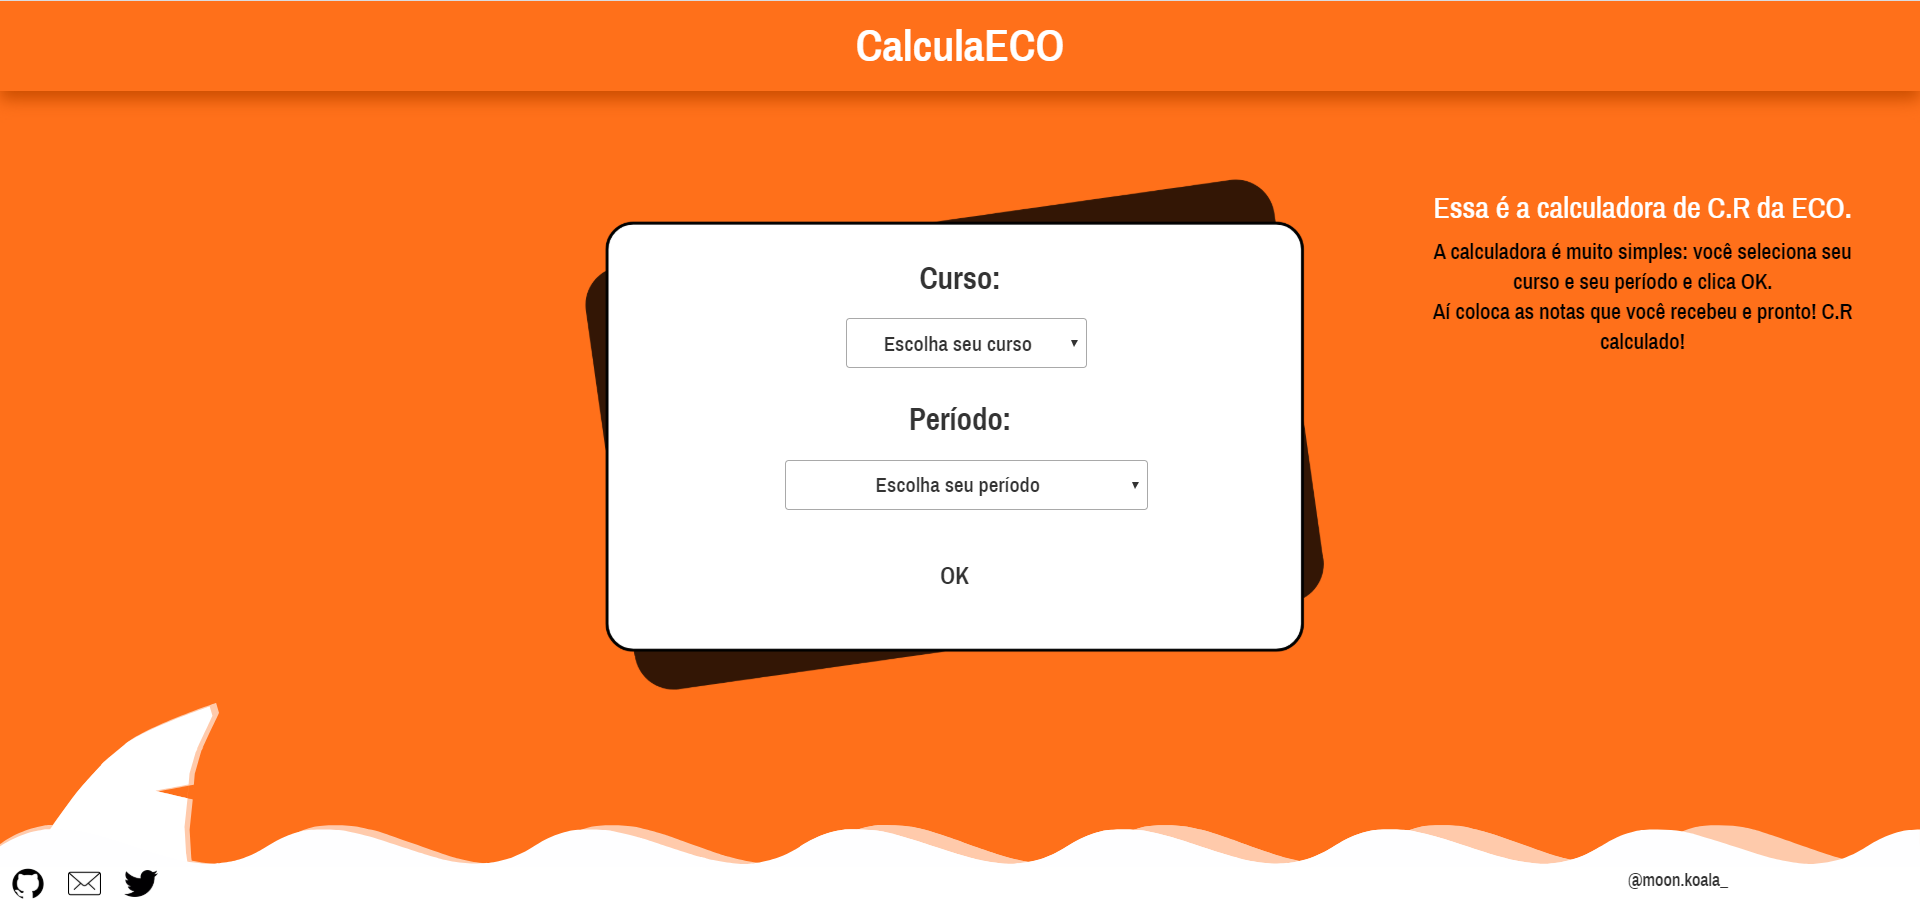 CalculaECO
Curso:
Escolha seu curso
Período:
Escolha seu período
OK
Essa é a calculadora de C.R da ECO.
A calculadora é muito simples: você seleciona seu
curso e seu período e clica OK.
Aí coloca as notas que você recebeu e pronto! C.R
calculado!
@moon.koala_